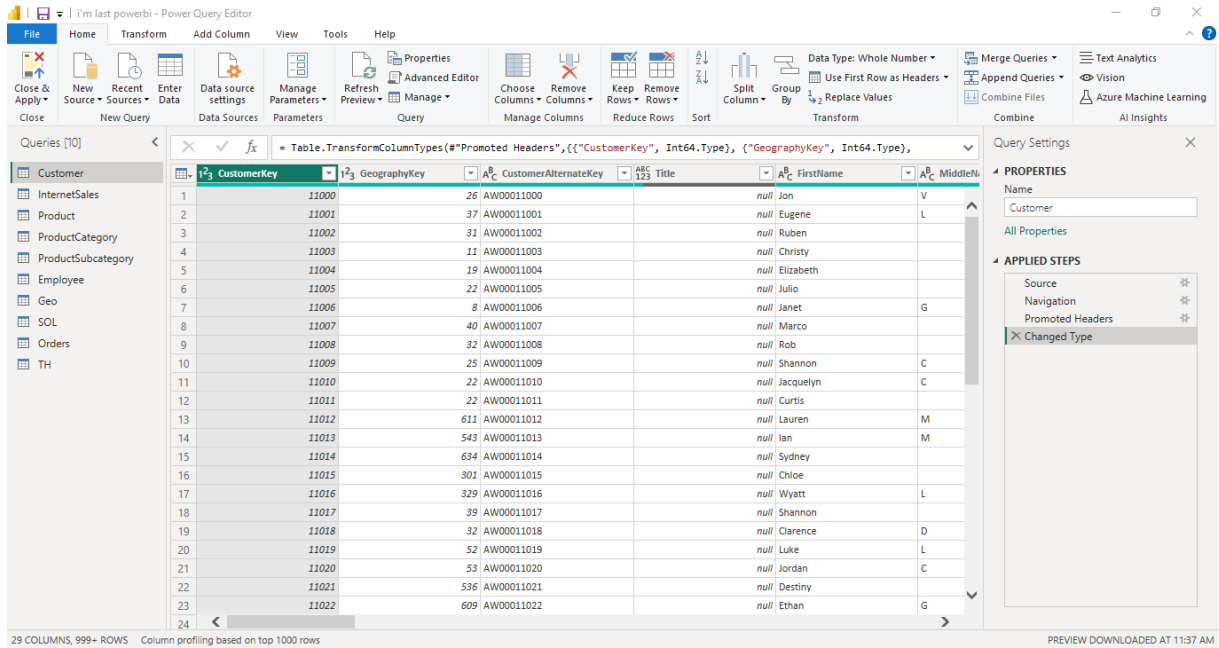 i'm last powerbi - Power Query Editor
File Home Transform Add Column View Tools Help
Close & Apply
New Source
Recent Sources
Enter Data
Data source settings
Manage Parameters
Refresh Preview
Properties
Advanced Editor
Manage
Choose Columns
Remove Columns
Keep Rows
Remove Rows
Split Column
Group By
Data Type: Whole Number
Use First Row as Headers
Replace Values
Merge Queries
Append Queries
Combine Files
Text Analytics
Vision
Azure Machine Learning
Close New Query Data Sources Parameters Query Manage Columns Reduce Rows Sort Transform Combine AI Insights
Queries [10]
Customer
InternetSales
Product
ProductCategory
ProductSubcategory
Employee
Geo
SOL
Orders
TH
fx = Table.TransformColumnTypes(#"Promoted Headers",{{"CustomerKey", Int64.Type}, {"GeographyKey", Int64.Type},
123 CustomerKey 123 GeographyKey ABC CustomerAlternateKey ABC123 Title ABC FirstName ABC MiddleNa
1 11000 26 AW00011000 null Jon V
2 11001 37 AW00011001 null Eugene L
3 11002 31 AW00011002 null Ruben
4 11003 11 AW00011003 null Christy
5 11004 19 AW00011004 null Elizabeth
6 11005 22 AW00011005 null Julio
7 11006 8 AW00011006 null Janet G
8 11007 40 AW00011007 null Marco
9 11008 32 AW00011008 null Rob
10 11009 25 AW00011009 null Shannon C
11 11010 22 AW00011010 null Jacquelyn C
12 11011 22 AW00011011 null Curtis
13 11012 611 AW00011012 null Lauren M
14 11013 543 AW00011013 null Ian M
15 11014 634 AW00011014 null Sydney
16 11015 301 AW00011015 null Chloe
17 11016 329 AW00011016 null Wyatt L
18 11017 39 AW00011017 null Shannon
19 11018 32 AW00011018 null Clarence D
20 11019 52 AW00011019 null Luke L
21 11020 53 AW00011020 null Jordan C
22 11021 536 AW00011021 null Destiny
23 11022 609 AW00011022 null Ethan G
24
Query Settings
PROPERTIES
Name
Customer
All Properties
APPLIED STEPS
Source
Navigation
Promoted Headers
Changed Type
29 COLUMNS, 999+ ROWS Column profiling based on top 1000 rows
PREVIEW DOWNLOADED AT 11:37 AM